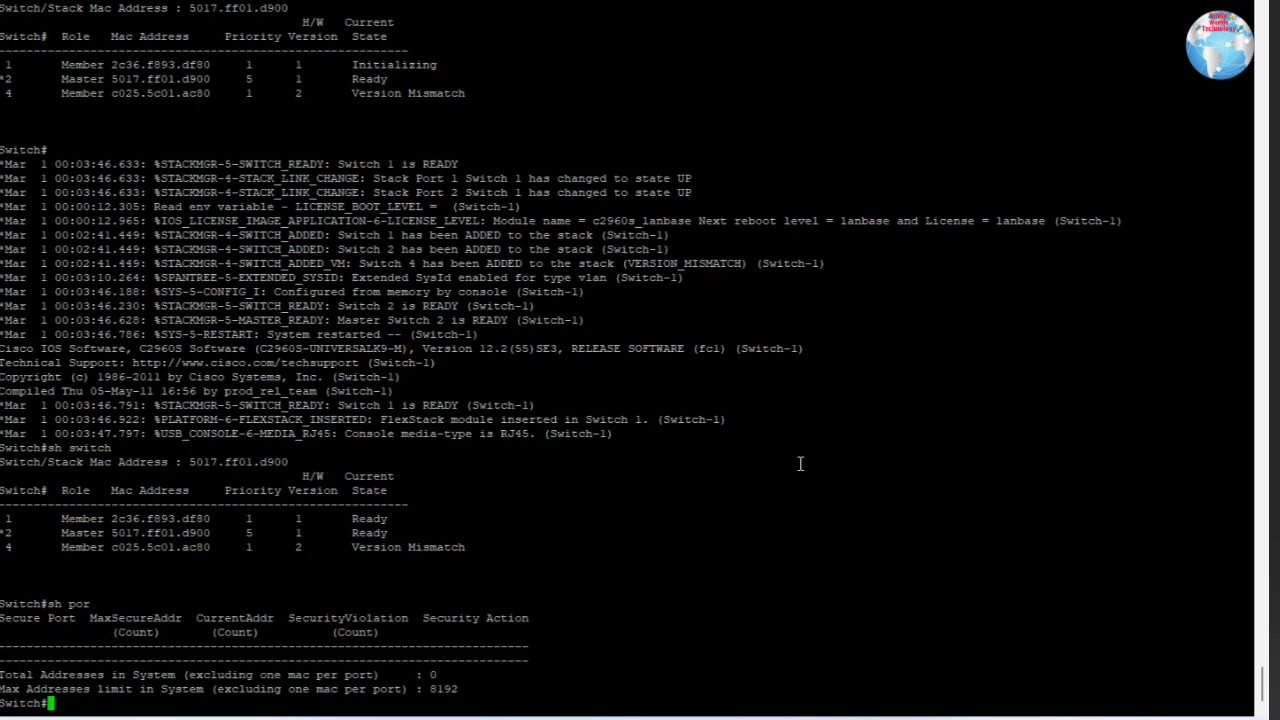 Switch/Stack Mac Address : 5017.ff01.d900
H/W Current
Switch# Role Mac Address Priority Version State
--------------------------------------------------------
1 Member 2c36.f893.df80 1 1 Initializing
*2 Master 5017.ff01.d900 5 1 Ready
4 Member c025.5c01.ac80 1 2 Version Mismatch
Switch#
*Mar 1 00:03:46.633: %STACKMGR-5-SWITCH_READY: Switch 1 is READY
*Mar 1 00:03:46.633: %STACKMGR-4-STACK_LINK_CHANGE: Stack Port 1 Switch 1 has changed to state UP
*Mar 1 00:03:46.633: %STACKMGR-4-STACK_LINK_CHANGE: Stack Port 2 Switch 1 has changed to state UP
*Mar 1 00:00:12.305: Read env variable - LICENSE_BOOT_LEVEL = (Switch-1)
*Mar 1 00:00:12.965: %IOS_LICENSE_IMAGE_APPLICATION-6-LICENSE_LEVEL: Module name = c2960s_lanbase Next reboot level = lanbase and License = lanbase (Switch-1)
*Mar 1 00:02:41.449: %STACKMGR-4-SWITCH_ADDED: Switch 1 has been ADDED to the stack (Switch-1)
*Mar 1 00:02:41.449: %STACKMGR-4-SWITCH_ADDED: Switch 2 has been ADDED to the stack (Switch-1)
*Mar 1 00:02:41.449: %STACKMGR-4-SWITCH_ADDED_VM: Switch 4 has been ADDED to the stack (VERSION_MISMATCH) (Switch-1)
*Mar 1 00:03:10.264: %SPANTREE-5-EXTENDED_SYSID: Extended SysId enabled for type vlan (Switch-1)
*Mar 1 00:03:46.188: %SYS-5-CONFIG_I: Configured from memory by console (Switch-1)
*Mar 1 00:03:46.230: %STACKMGR-5-SWITCH_READY: Switch 2 is READY (Switch-1)
*Mar 1 00:03:46.628: %STACKMGR-5-MASTER_READY: Master Switch 2 is READY (Switch-1)
*Mar 1 00:03:46.786: %SYS-5-RESTART: System restarted -- (Switch-1)
Cisco IOS Software, C2960S Software (C2960S-UNIVERSALK9-M), Version 12.2(55)SE3, RELEASE SOFTWARE (fc1) (Switch-1)
Technical Support: http://www.cisco.com/techsupport (Switch-1)
Copyright (c) 1986-2011 by Cisco Systems, Inc. (Switch-1)
Compiled Thu 05-May-11 16:56 by prod_rel_team (Switch-1)
*Mar 1 00:03:46.791: %STACKMGR-5-SWITCH_READY: Switch 1 is READY (Switch-1)
*Mar 1 00:03:46.922: %PLATFORM-6-FLEXSTACK_INSERTED: FlexStack module inserted in Switch 1. (Switch-1)
*Mar 1 00:03:47.797: %USB_CONSOLE-6-MEDIA_RJ45: Console media-type is RJ45. (Switch-1)
Switch#sh switch
Switch/Stack Mac Address : 5017.ff01.d900
H/W Current
Switch# Role Mac Address Priority Version State
--------------------------------------------------------
1 Member 2c36.f893.df80 1 1 Ready
*2 Master 5017.ff01.d900 5 1 Ready
4 Member c025.5c01.ac80 1 2 Version Mismatch
Switch#sh por
Secure Port MaxSecureAddr CurrentAddr SecurityViolation Security Action
(Count) (Count) (Count)
---------------------------------------------------------------------------
---------------------------------------------------------------------------
Total Addresses in System (excluding one mac per port) : 0
Max Addresses limit in System (excluding one mac per port) : 8192
Switch#